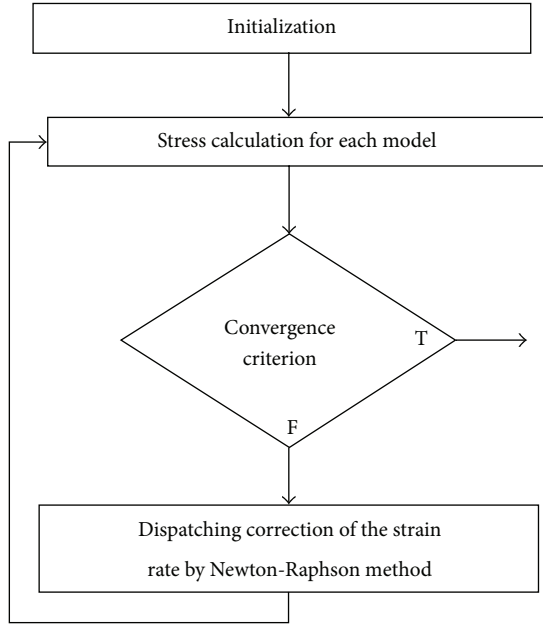 Initialization
Stress calculation for each model
Convergence
criterion
T
F
Dispatching correction of the strain
rate by Newton-Raphson method